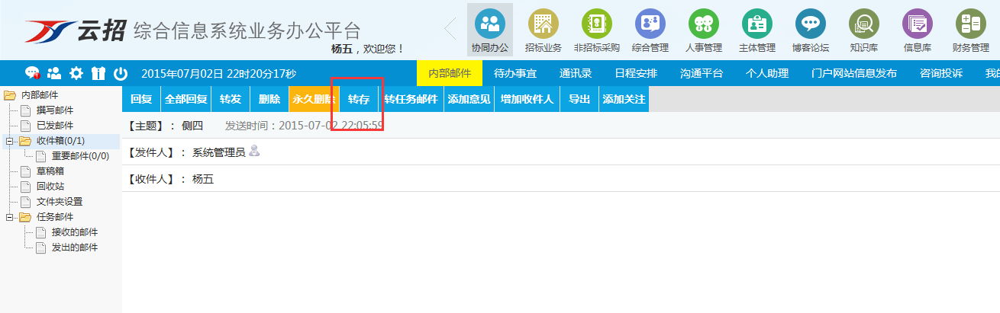 云招 综合信息系统业务办公平台
杨五，欢迎您！
协同办公 招标业务 非招标采购 综合管理 人事管理 主体管理 博客论坛 知识库 信息库 财务管理
2015年07月02日 22时20分17秒 内部邮件 待办事宜 通讯录 日程安排 沟通平台 个人助理 门户网站信息发布 咨询投诉 我的
内部邮件
撰写邮件
已发邮件
收件箱(0/1)
重要邮件(0/0)
草稿箱
回收站
文件夹设置
任务邮件
接收的邮件
发出的邮件
回复 全部回复 转发 删除 永久删除 转存 转任务邮件 添加意见 增加收件人 导出 添加关注
【主题】： 侧四 发送时间：2015-07-02 22:05:59
【发件人】： 系统管理员
【收件人】： 杨五